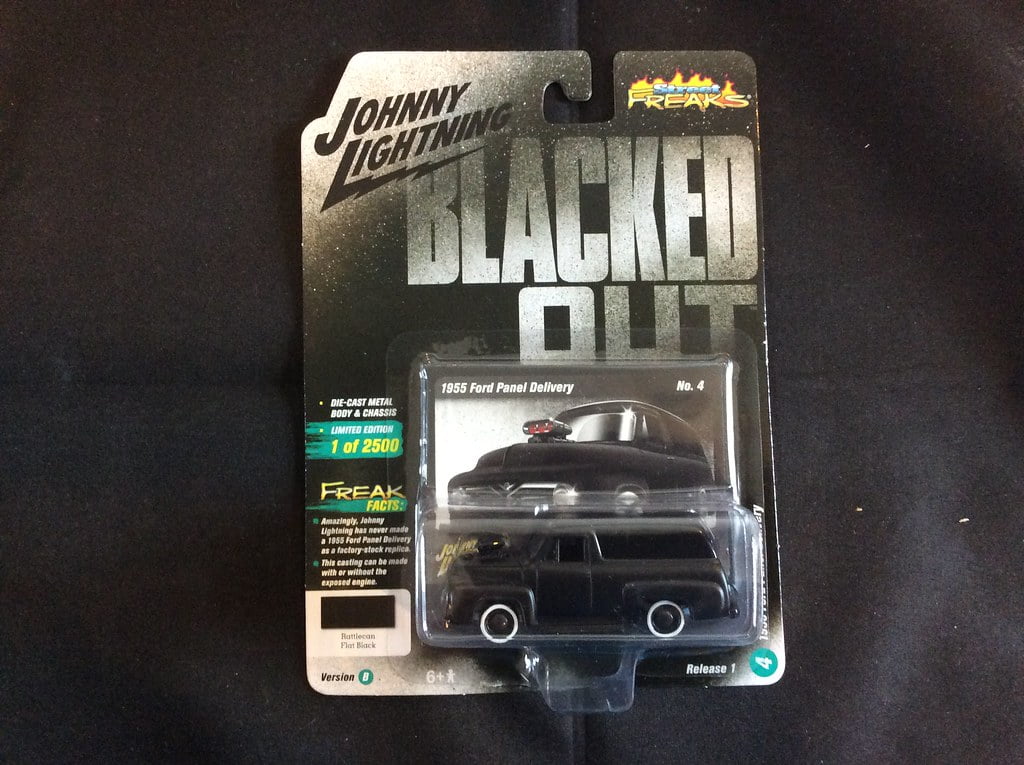 JOHNNY
LIGHTNING
Street
FREAKS
BLACKED
OUT
1955 Ford Panel Delivery
No. 4
• DIE-CAST METAL
BODY & CHASSIS
• LIMITED EDITION
1 of 2500
FREAK
FACTS:
Amazingly, Johnny
Lightning has never made
a 1955 Ford Panel Delivery
as a factory-stock replica.
This casting can be made
with or without the
exposed engine.
Rattlecan
Flat Black
Version B
6+
Release 1
4